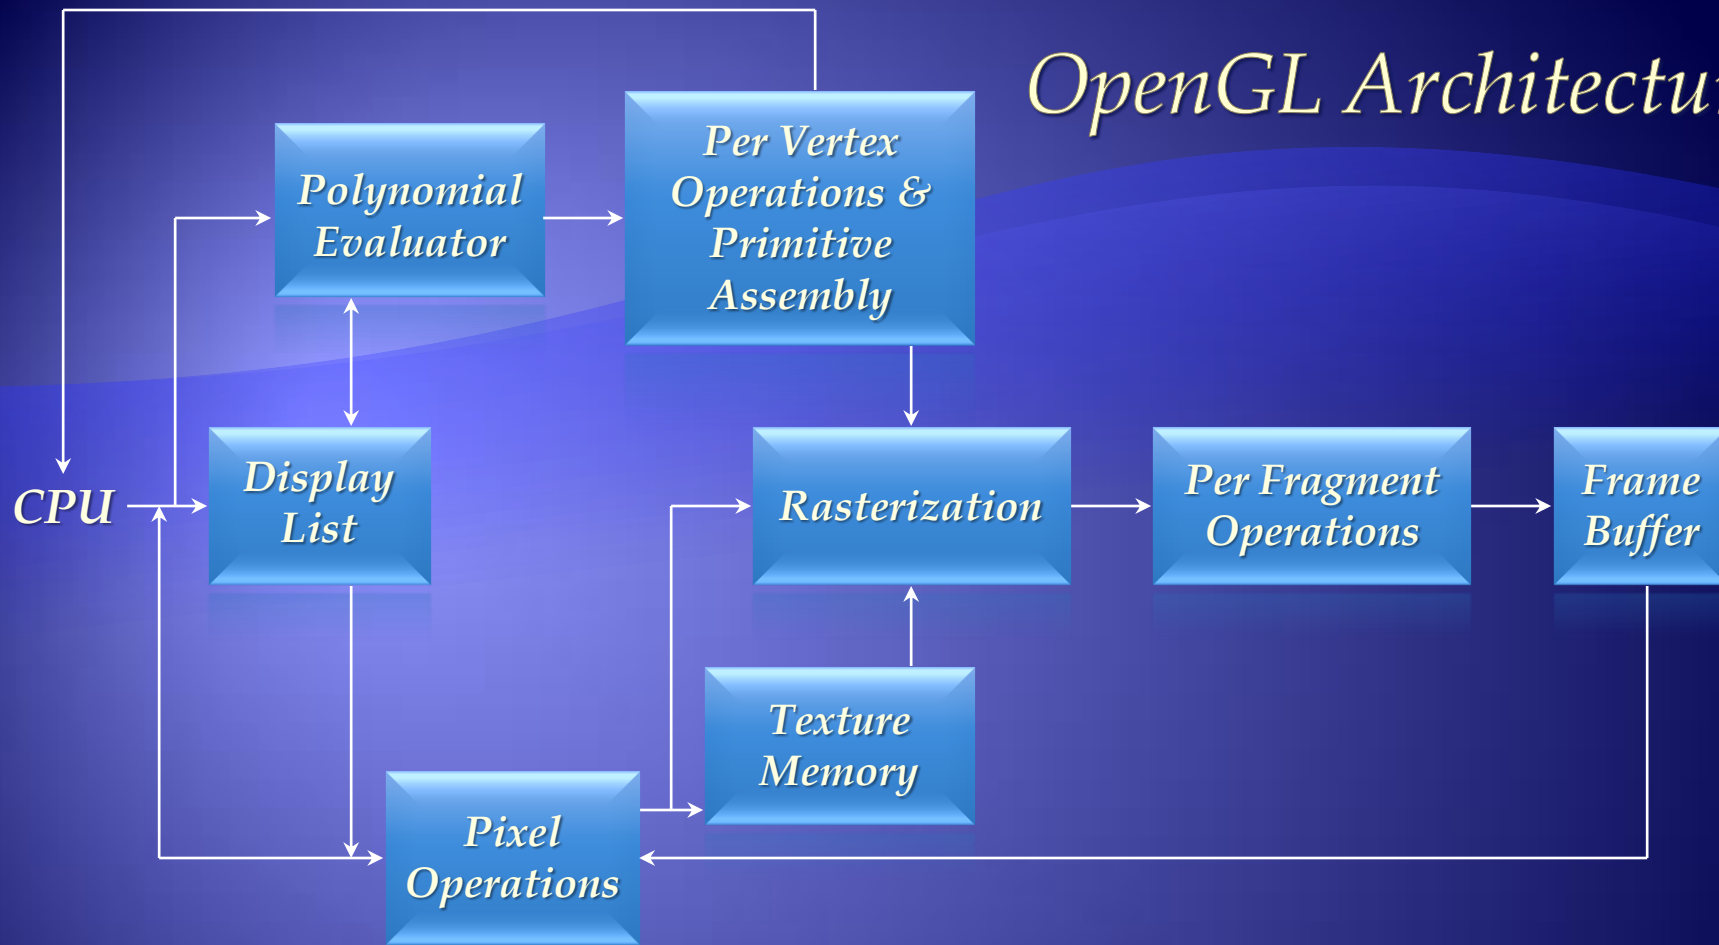 OpenGL Architectu
Per Vertex
Operations &
Primitive
Assembly
Polynomial
Evaluator
CPU
Display
List
Rasterization
Per Fragment
Operations
Frame
Buffer
Texture
Memory
Pixel
Operations